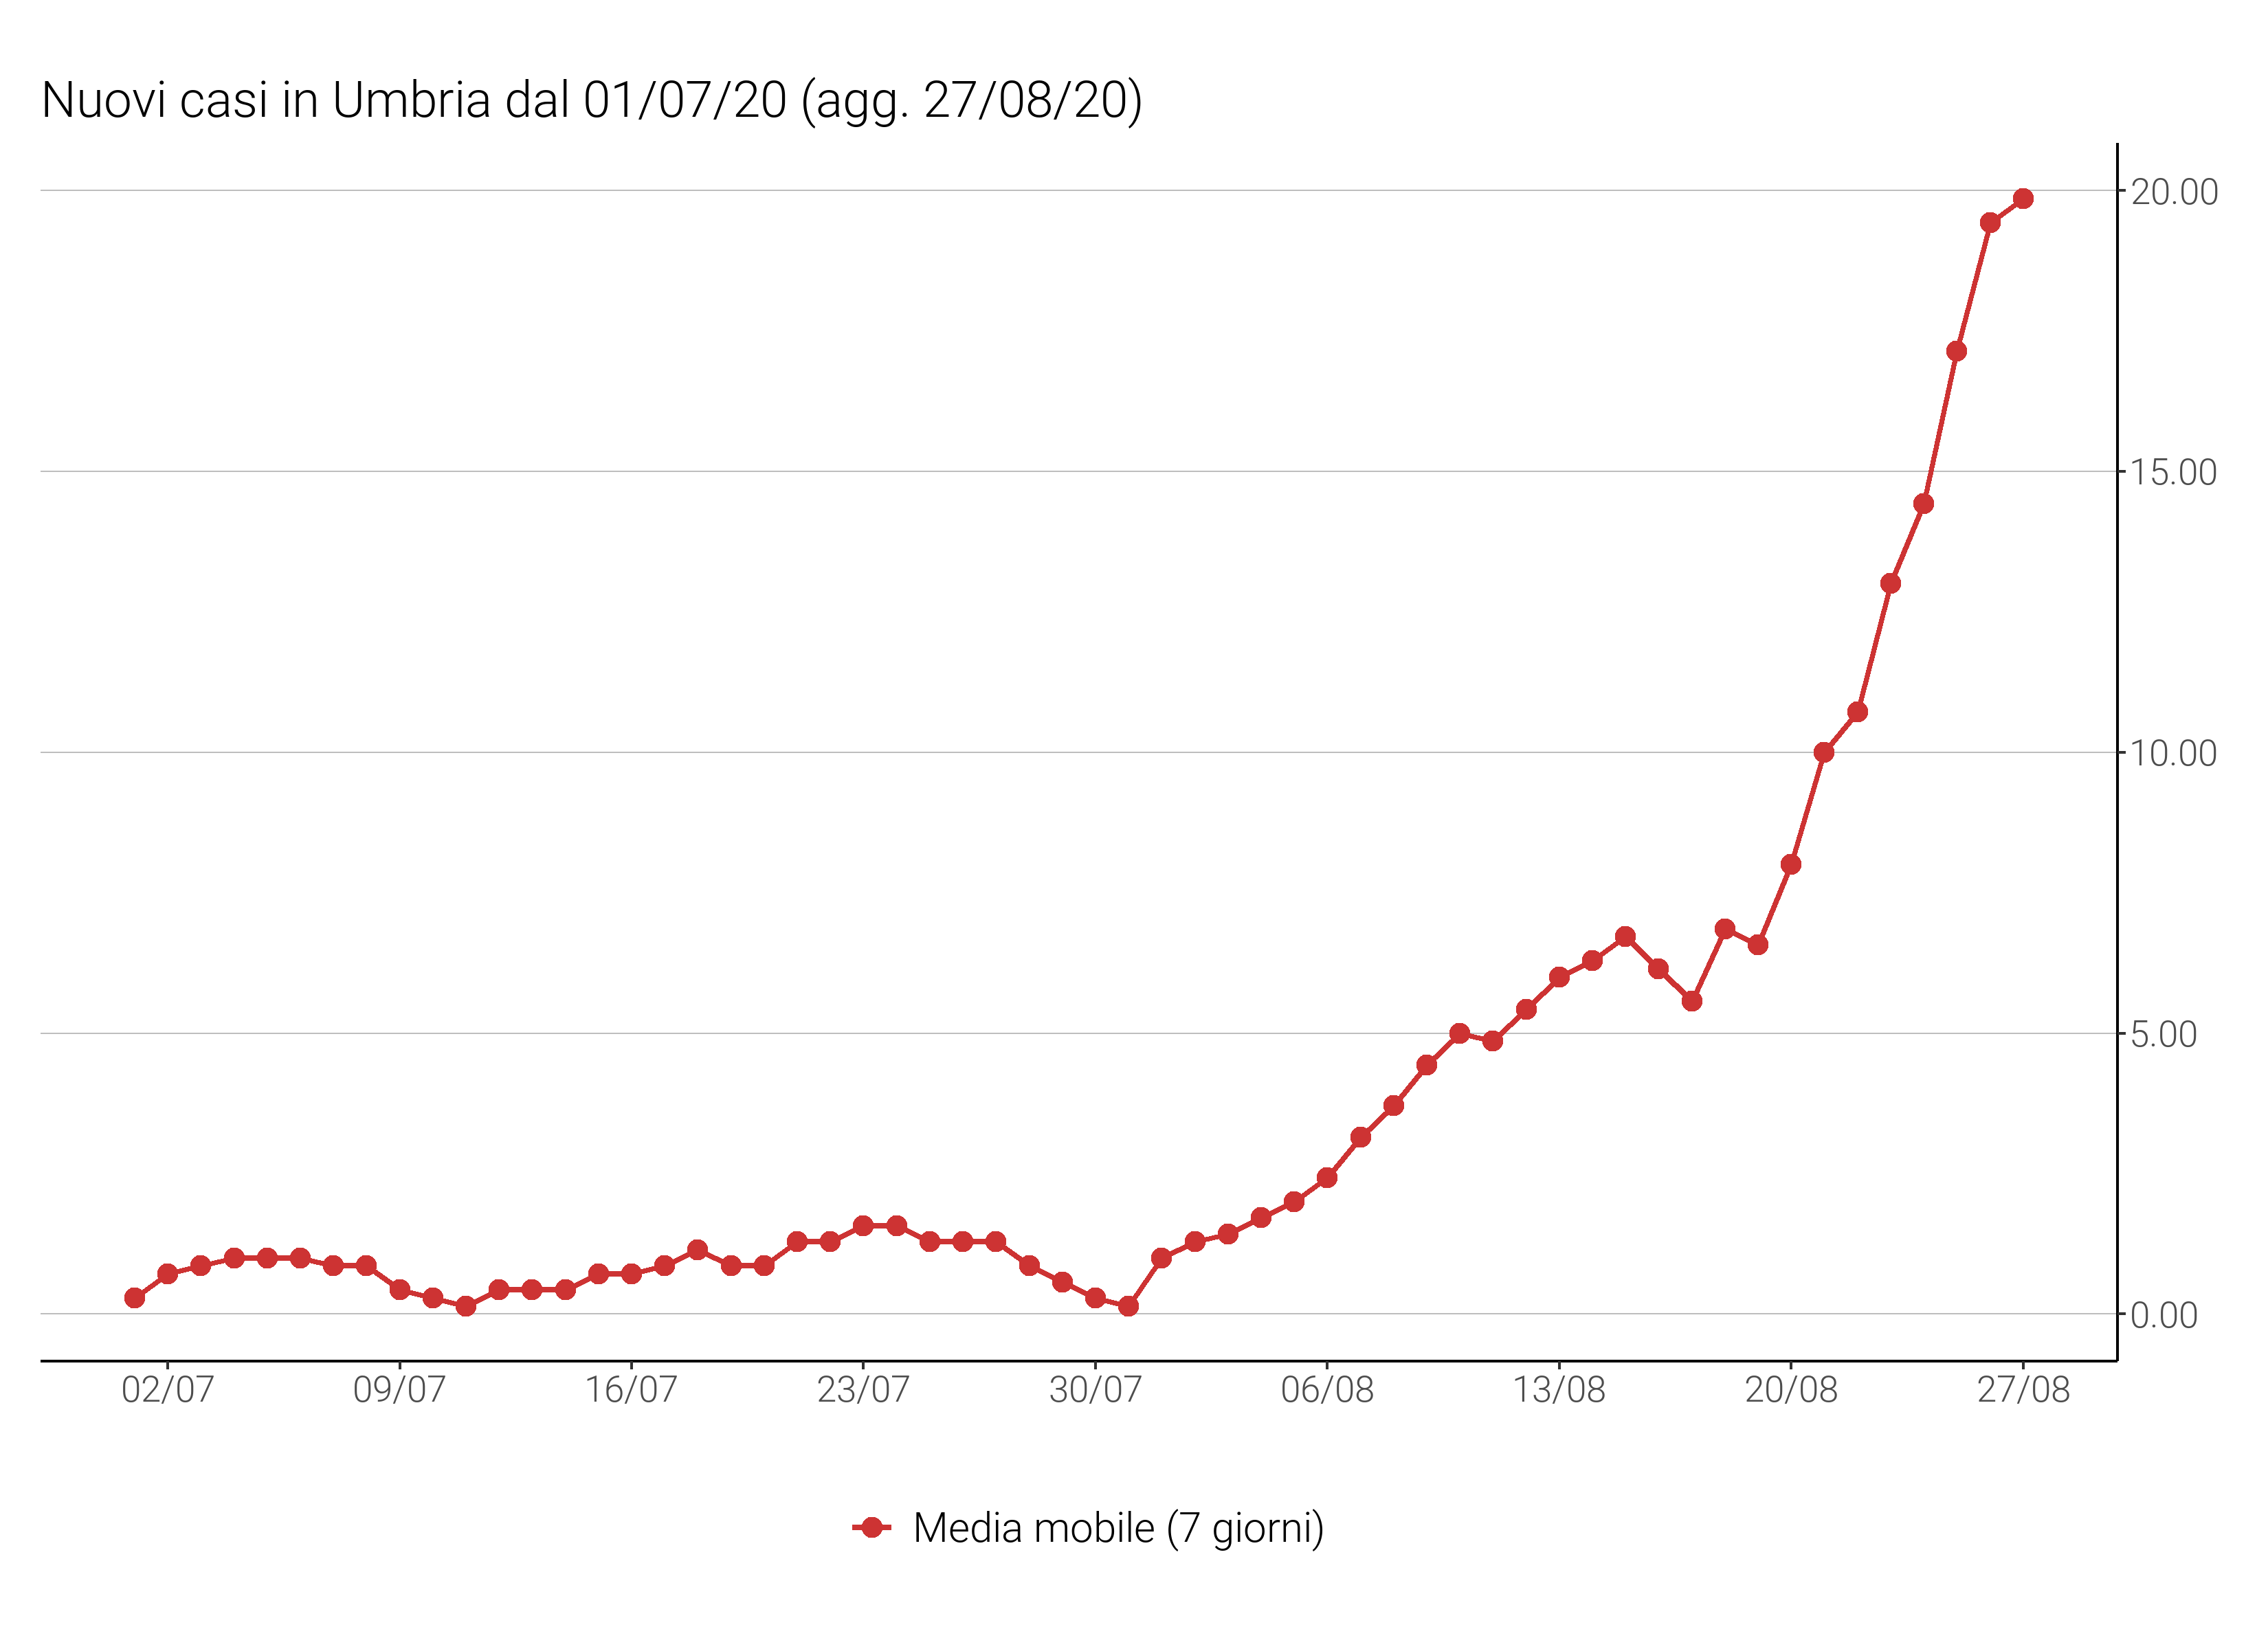 Nuovi casi in Umbria dal 01/07/20 (agg. 27/08/20)
20.00
15.00
10.00
5.00
0.00
02/07 09/07 16/07 23/07 30/07 06/08 13/08 20/08 27/08
Media mobile (7 giorni)